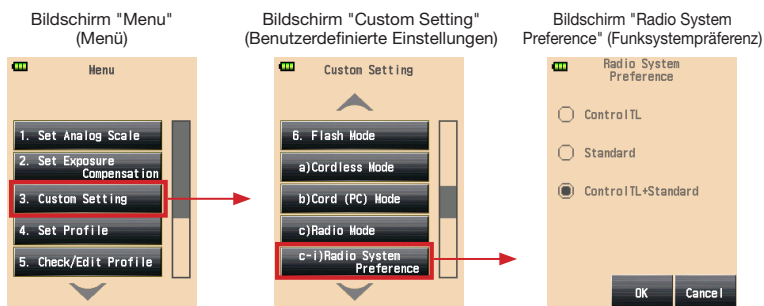 Bildschirm "Menu"
(Menü)
Menu
1. Set Analog Scale
2. Set Exposure
Compensation
3. Custom Setting
4. Set Profile
5. Check/Edit Profile
Bildschirm "Custom Setting"
(Benutzerdefinierte Einstellungen)
Custom Setting
6. Flash Mode
a)Cordless Mode
b)Cord (PC) Mode
c)Radio Mode
c-i)Radio System
Preference
Bildschirm "Radio System
Preference" (Funksystempräferenz)
Radio System
Preference
ControlTL
Standard
ControlTL+Standard
OK Cancel